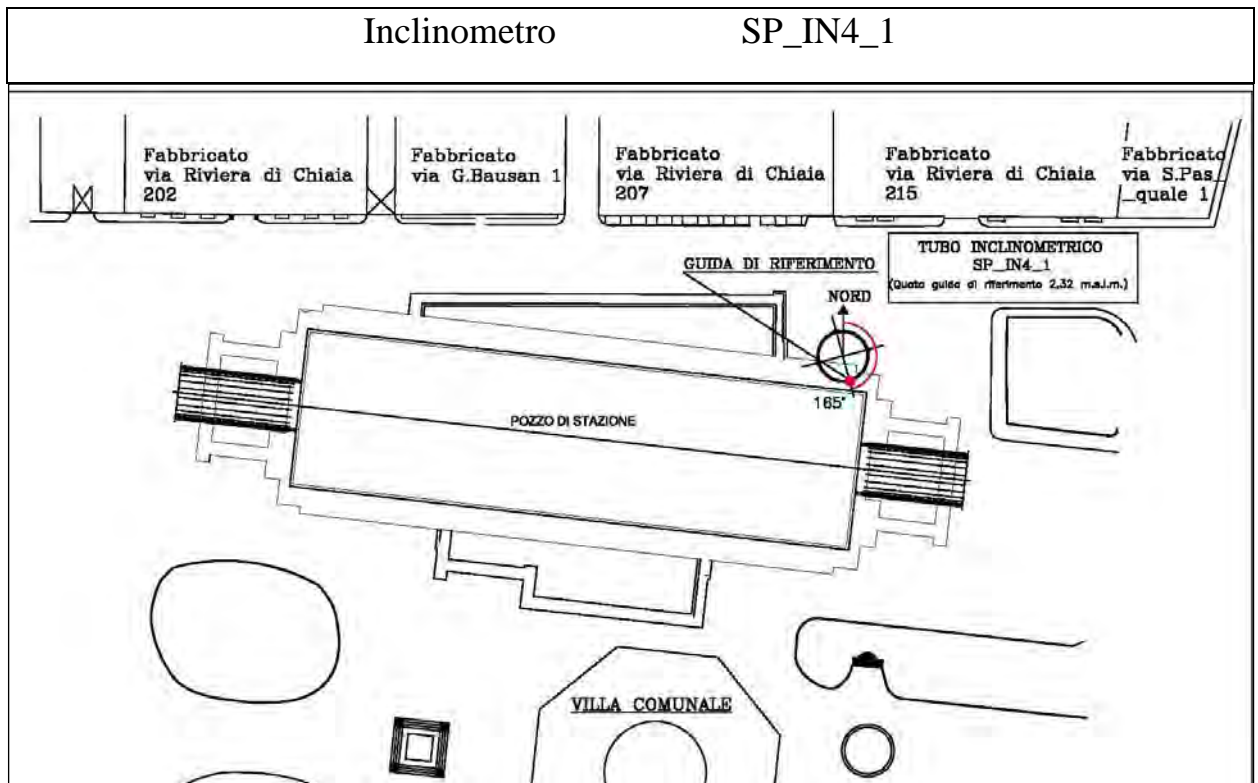 Inclinometro SP_IN4_1
Fabbricato
via Riviera di Chiaia
202
Fabbricato
via G.Bausan 1
Fabbricato
via Riviera di Chiaia
207
Fabbricato
via Riviera di Chiaia
215
Fabbricato
via S.Pas
_quale 1
TUBO INCLINOMETRICO
SP_IN4_1
(Quota guida di riferimento 2,32 m.s.l.m.)
GUIDA DI RIFERIMENTO
NORD
165°
POZZO DI STAZIONE
VILLA COMUNALE